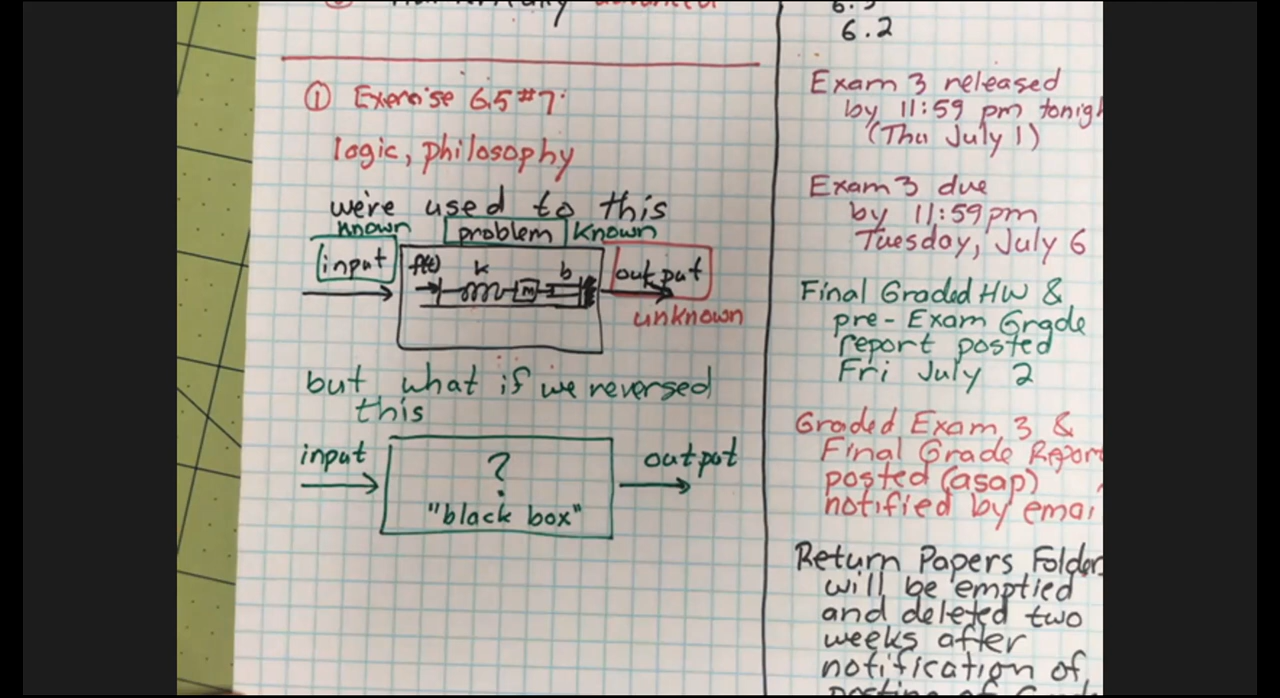 ① Exercise 6.5 #7:
logic, philosophy
we're used to this
known problem known
input f(t) k m b output
unknown
but what if we reversed
this
input ? output
"black box"
6.2
Exam 3 released
by 11:59 pm tonigh
(Thu July 1)
Exam 3 due
by 11:59pm
Tuesday, July 6
Final Graded HW &
pre-Exam Grade
report posted
Fri July 2
Graded Exam 3 &
Final Grade Repor
posted (asap)
notified by emai
Return Papers Folder
will be emptied
and deleted two
weeks after
notification of